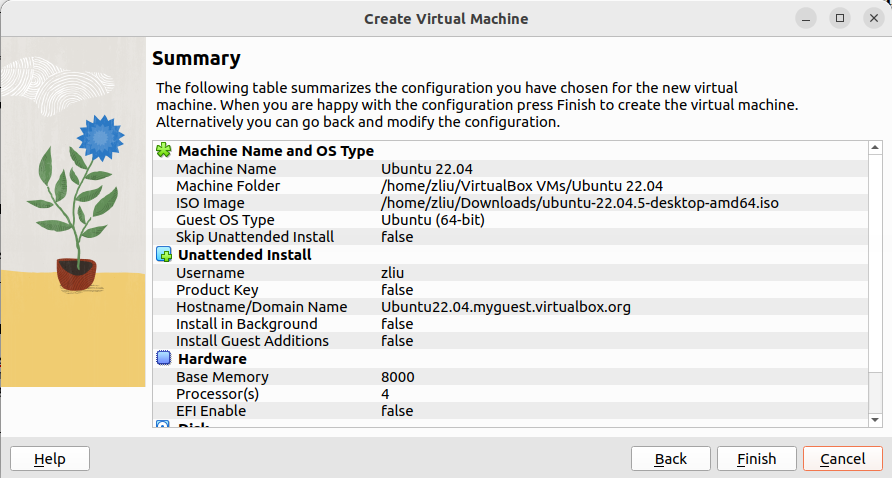 Create Virtual Machine
Summary
The following table summarizes the configuration you have chosen for the new virtual
machine. When you are happy with the configuration press Finish to create the virtual machine.
Alternatively you can go back and modify the configuration.
Machine Name and OS Type
Machine Name Ubuntu 22.04
Machine Folder /home/zliu/VirtualBox VMs/Ubuntu 22.04
ISO Image /home/zliu/Downloads/ubuntu-22.04.5-desktop-amd64.iso
Guest OS Type Ubuntu (64-bit)
Skip Unattended Install false
Unattended Install
Username zliu
Product Key false
Hostname/Domain Name Ubuntu22.04.myguest.virtualbox.org
Install in Background false
Install Guest Additions false
Hardware
Base Memory 8000
Processor(s) 4
EFI Enable false
Disk
Help Back Finish Cancel